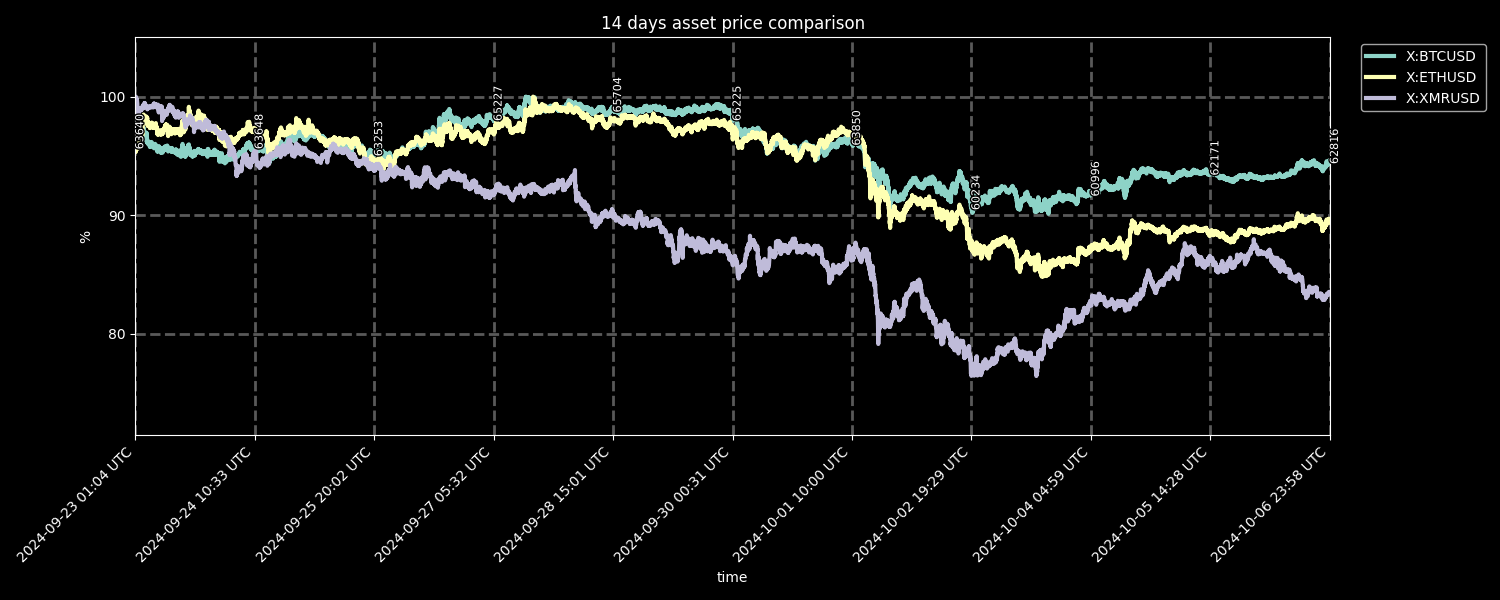 14 days asset price comparison
X:BTCUSD
X:ETHUSD
X:XMRUSD
100
90
80
%
63648
63253
65227
65704
65225
63850
60234
60996
62171
62816
2024-09-23 01:04 UTC
2024-09-24 10:33 UTC
2024-09-25 20:02 UTC
2024-09-27 05:32 UTC
2024-09-28 15:01 UTC
2024-09-30 00:31 UTC
2024-10-01 10:00 UTC
2024-10-02 19:29 UTC
2024-10-04 04:59 UTC
2024-10-05 14:28 UTC
2024-10-06 23:58 UTC
time